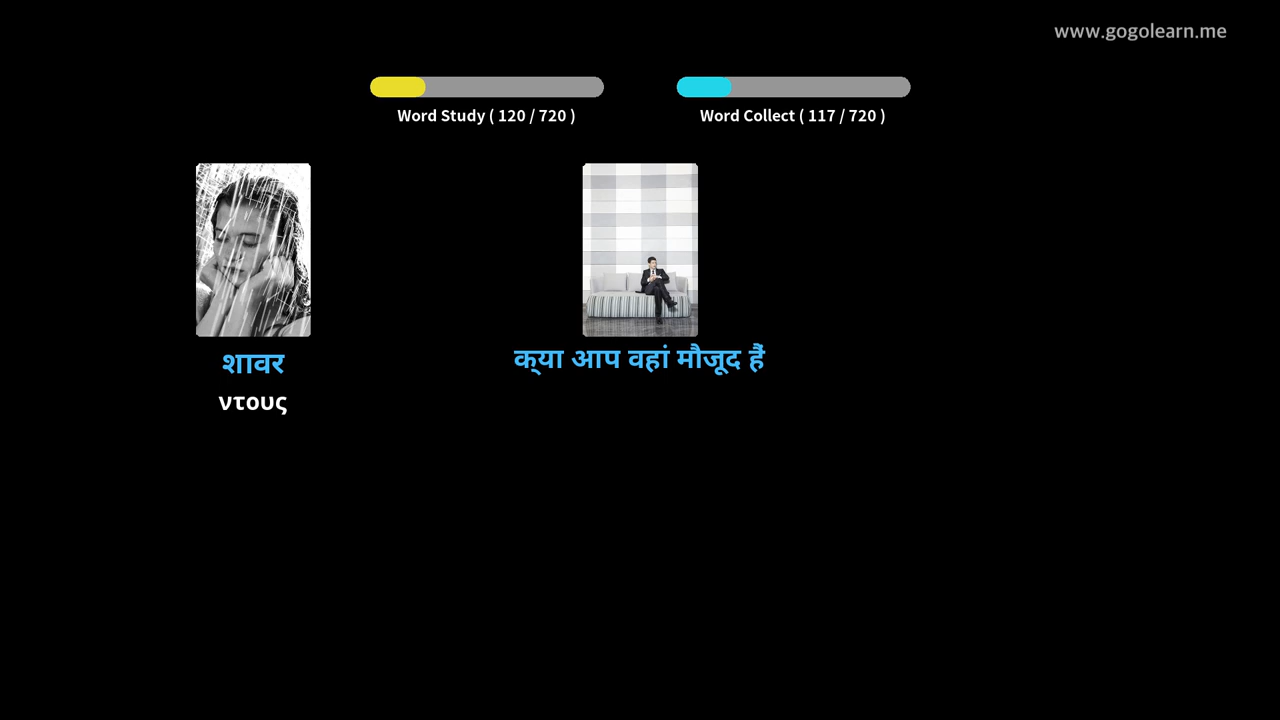 www.gogolearn.me
Word Study ( 120 / 720 )
Word Collect ( 117 / 720 )
शावर
ντους
क्या आप वहां मौजूद हैं